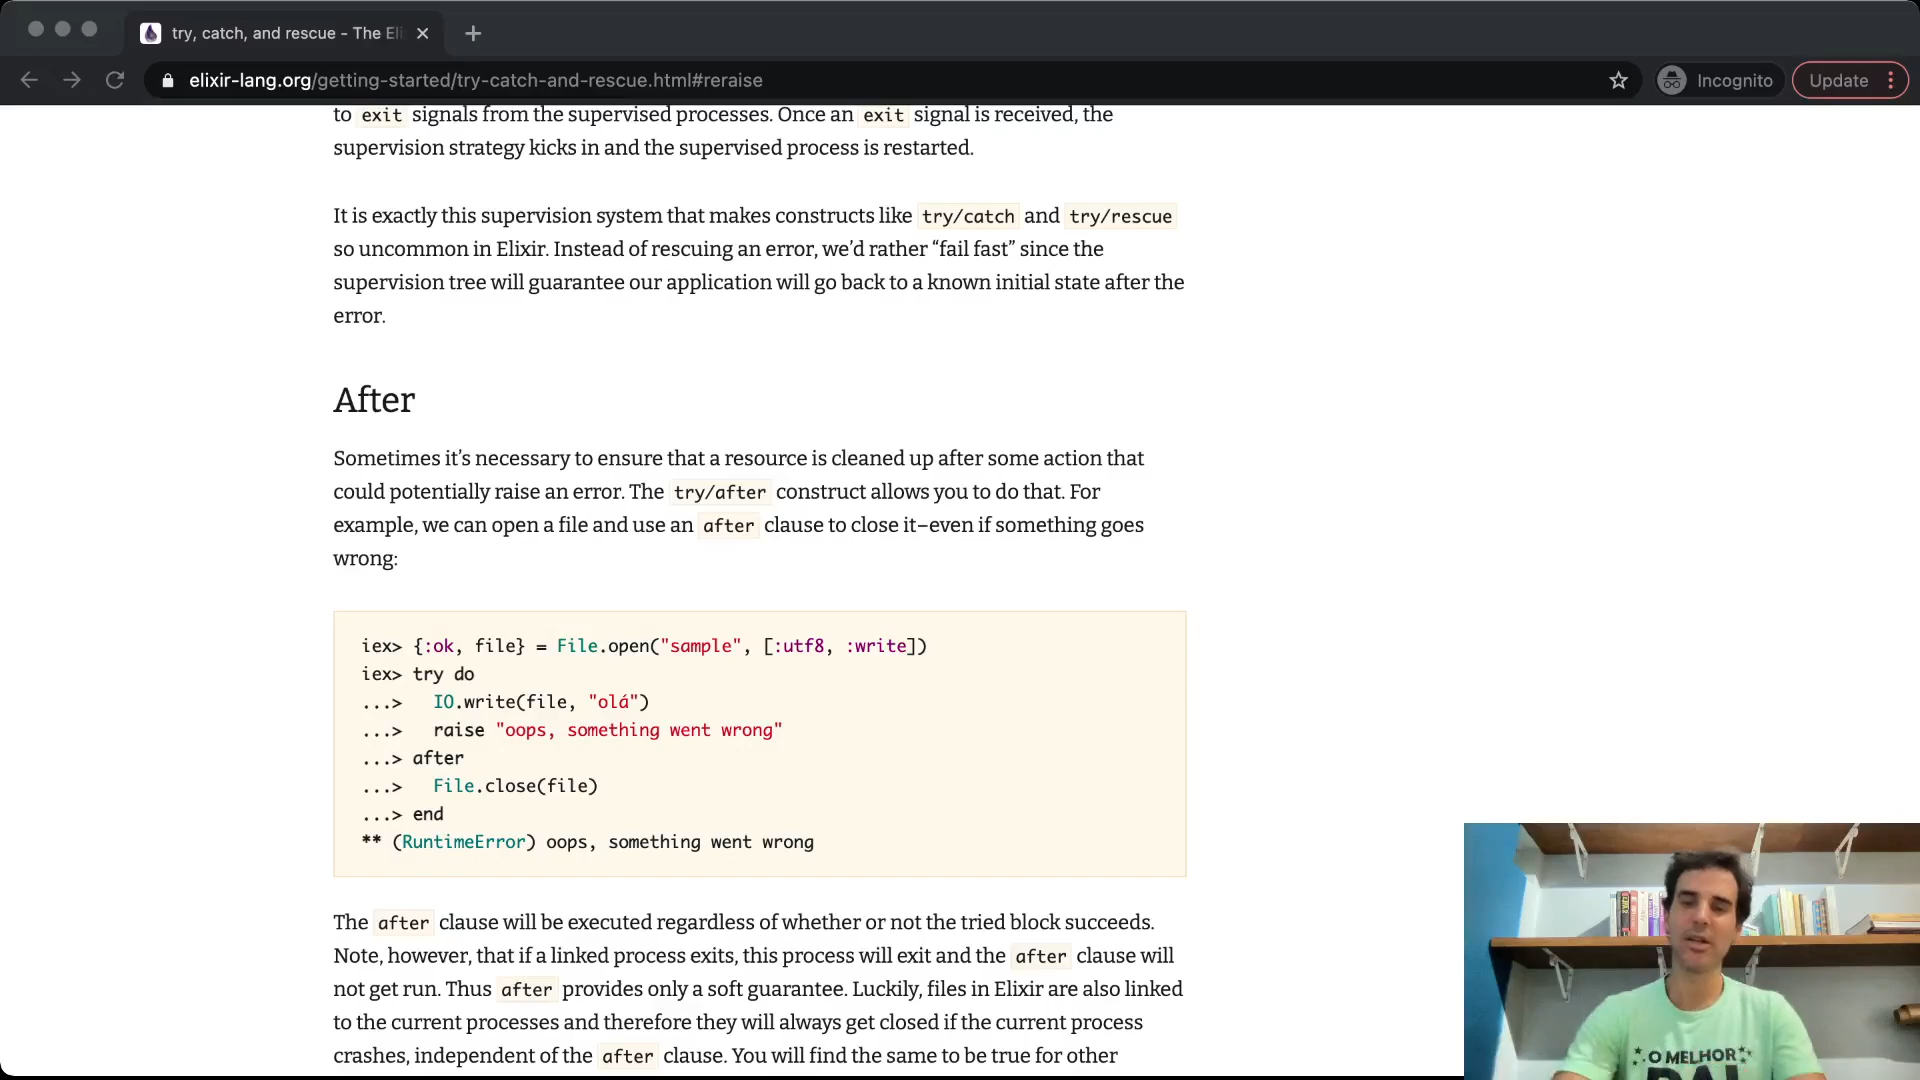 try, catch, and rescue - The Eli
elixir-lang.org/getting-started/try-catch-and-rescue.html#reraise
Incognito
Update
to exit signals from the supervised processes. Once an exit signal is received, the
supervision strategy kicks in and the supervised process is restarted.
It is exactly this supervision system that makes constructs like try/catch and try/rescue
so uncommon in Elixir. Instead of rescuing an error, we’d rather “fail fast” since the
supervision tree will guarantee our application will go back to a known initial state after the
error.
After
Sometimes it’s necessary to ensure that a resource is cleaned up after some action that
could potentially raise an error. The try/after construct allows you to do that. For
example, we can open a file and use an after clause to close it–even if something goes
wrong:
iex> {:ok, file} = File.open("sample", [:utf8, :write])
iex> try do
...>   IO.write(file, "olá")
...>   raise "oops, something went wrong"
...> after
...>   File.close(file)
...> end
** (RuntimeError) oops, something went wrong
The after clause will be executed regardless of whether or not the tried block succeeds.
Note, however, that if a linked process exits, this process will exit and the after clause will
not get run. Thus after provides only a soft guarantee. Luckily, files in Elixir are also linked
to the current processes and therefore they will always get closed if the current process
crashes, independent of the after clause. You will find the same to be true for other
O MELHOR
PAI